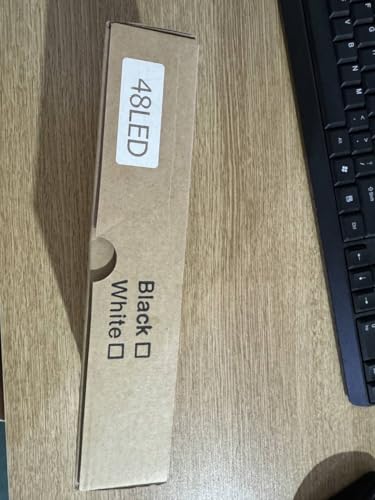 48LED
Black □
White □